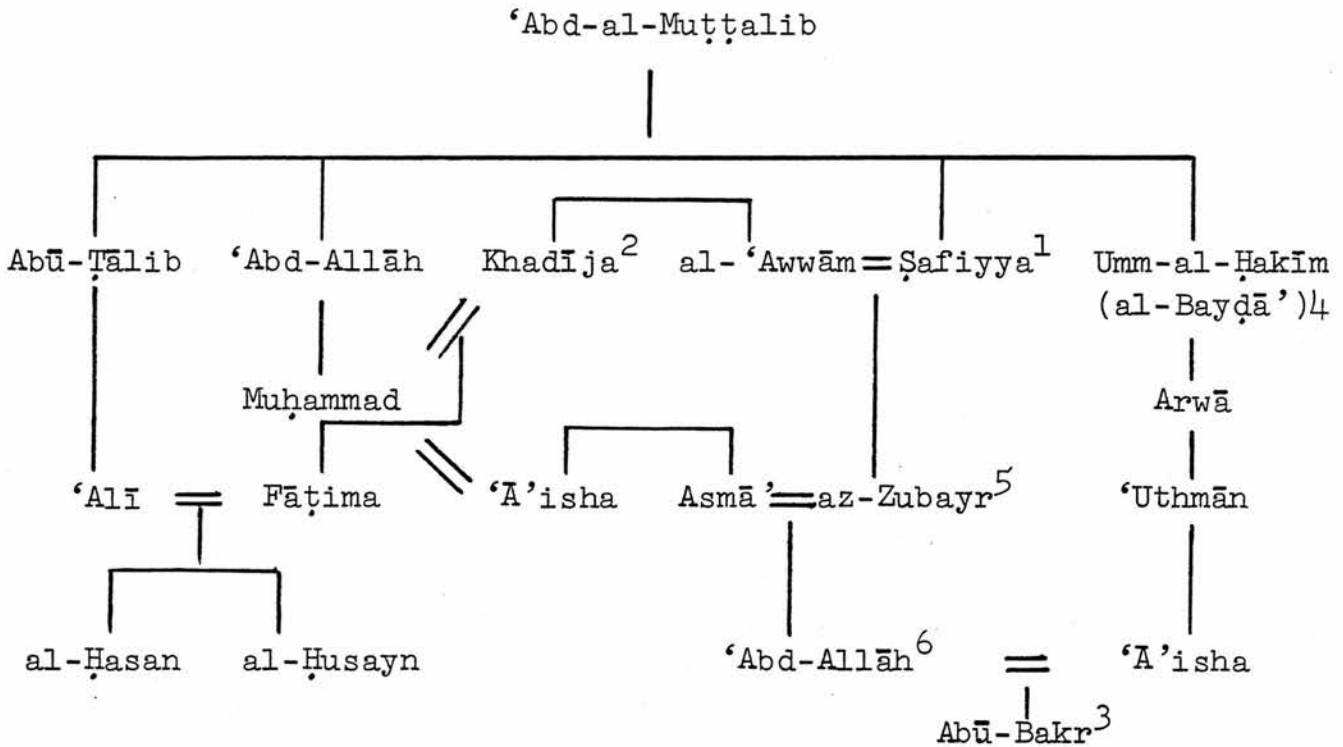 ‘Abd-al-Muṭṭalib
Abū-Ṭālib ‘Abd-Allāh Khadīja² al-‘Awwām = Ṣafiyya¹ Umm-al-Ḥakīm
(al-Bayḍā’)4
Muḥammad Arwā
‘Alī = Fāṭima ‘Ā’isha Asmā’ = az-Zubayr⁵ ‘Uthmān
al-Ḥasan al-Ḥusayn ‘Abd-Allāh⁶ = ‘Ā’isha
Abū-Bakr³